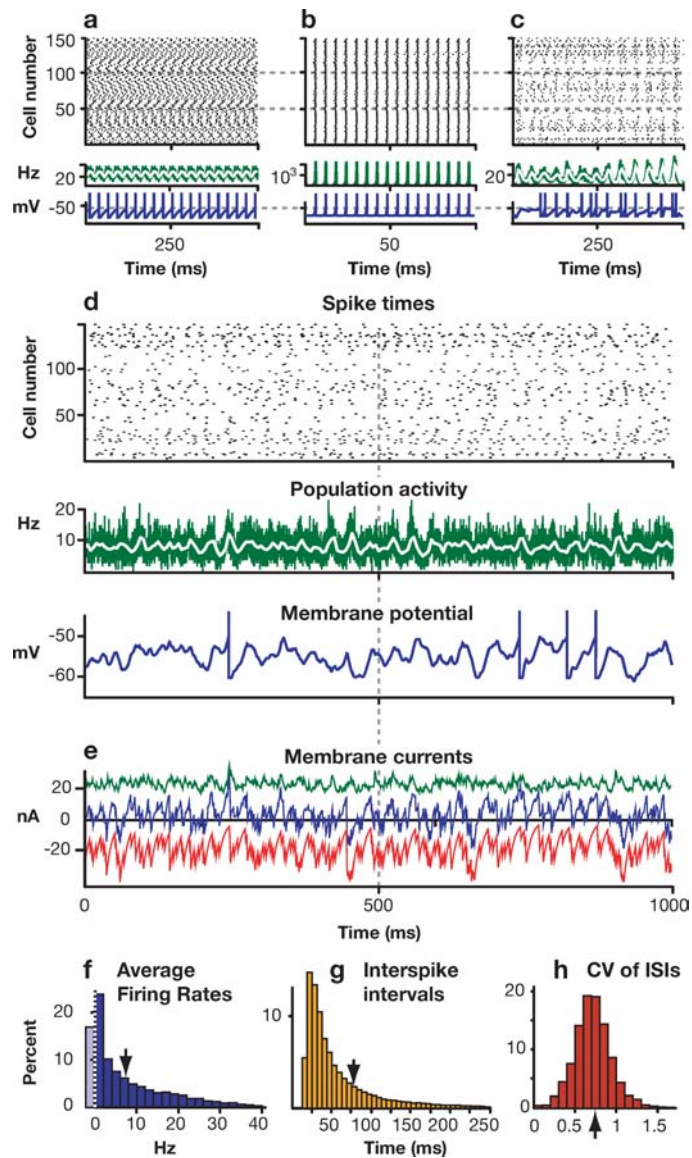 a b c
Cell number
150
100
50
Hz 20 10³ 20
mV -50
250 50 250
Time (ms) Time (ms) Time (ms)
d
Spike times
Cell number
100
50
Population activity
Hz
20
10
Membrane potential
mV
-50
-60
e
Membrane currents
nA
20
0
-20
0 500 1000
Time (ms)
f Average Firing Rates
Percent
20
10
0
0 10 20 30 40
Hz
g Interspike intervals
10
50 100 150 200 250
Time (ms)
h CV of ISIs
20
10
0
0 0.5 1 1.5